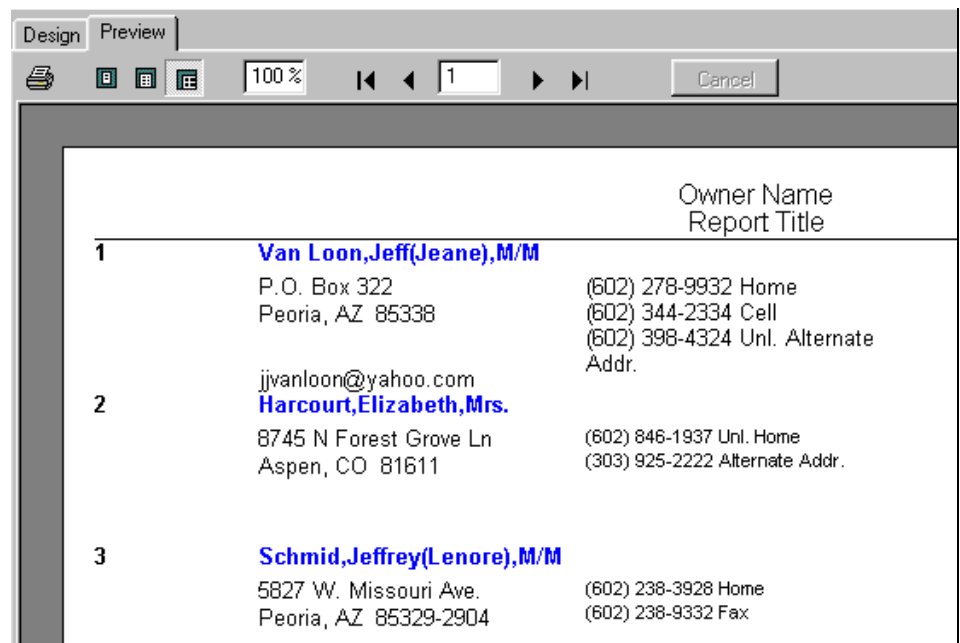 Design Preview
100 % 1 Cancel
Owner Name
Report Title
1 Van Loon,Jeff(Jeane),M/M
P.O. Box 322 (602) 278-9932 Home
Peoria, AZ 85338 (602) 344-2334 Cell
(602) 398-4324 Unl. Alternate
Addr.
jjvanloon@yahoo.com
2 Harcourt,Elizabeth,Mrs.
8745 N Forest Grove Ln (602) 846-1937 Unl. Home
Aspen, CO 81611 (303) 925-2222 Alternate Addr.
3 Schmid,Jeffrey(Lenore),M/M
5827 W. Missouri Ave. (602) 238-3928 Home
Peoria, AZ 85329-2904 (602) 238-9332 Fax